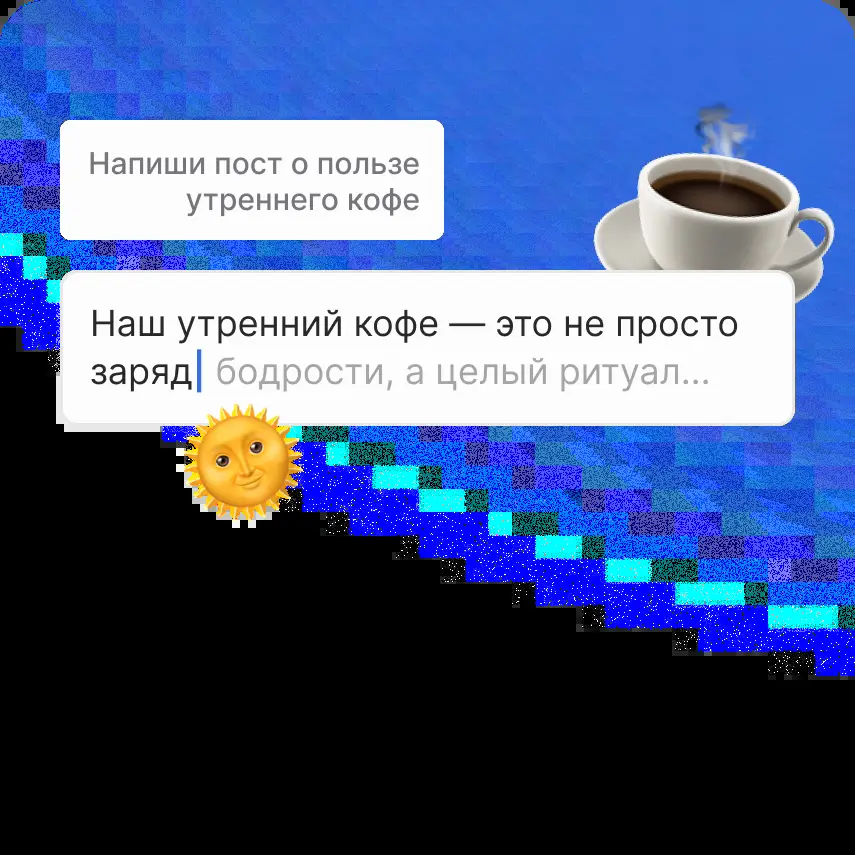 Напиши пост о пользе
утреннего кофе
Наш утренний кофе — это не просто
заряд бодрости, а целый ритуал...